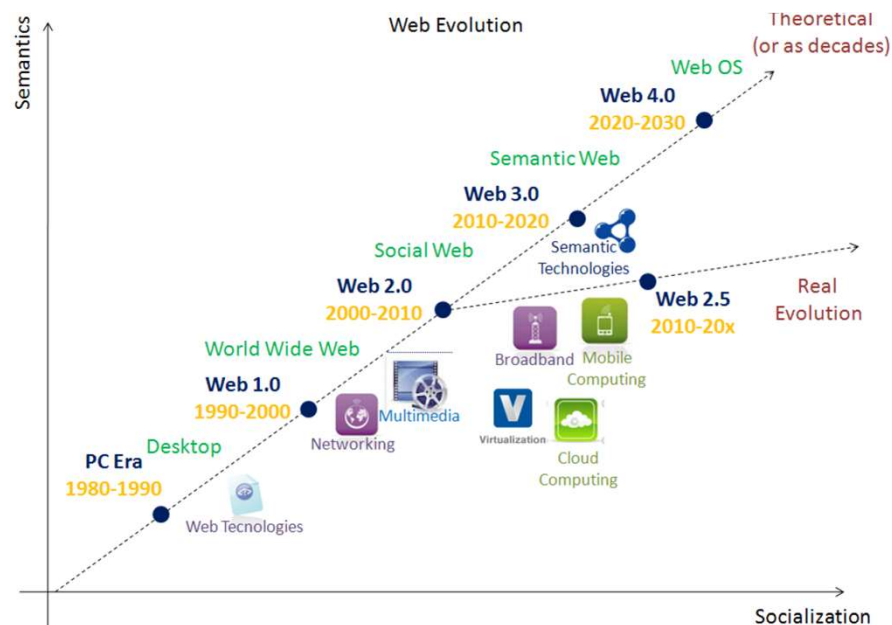 Web Evolution
Theoretical
(or as decades)
Semantics
Web OS
Web 4.0
2020-2030
Semantic Web
Web 3.0
2010-2020
Semantic
Technologies
Social Web
Web 2.0
2000-2010
Web 2.5
2010-20x
Real
Evolution
Broadband
Mobile
Computing
World Wide Web
Web 1.0
1990-2000
Multimedia
Networking
V
Virtualization
Cloud
Computing
Desktop
PC Era
1980-1990
Web Tecnologies
Socialization